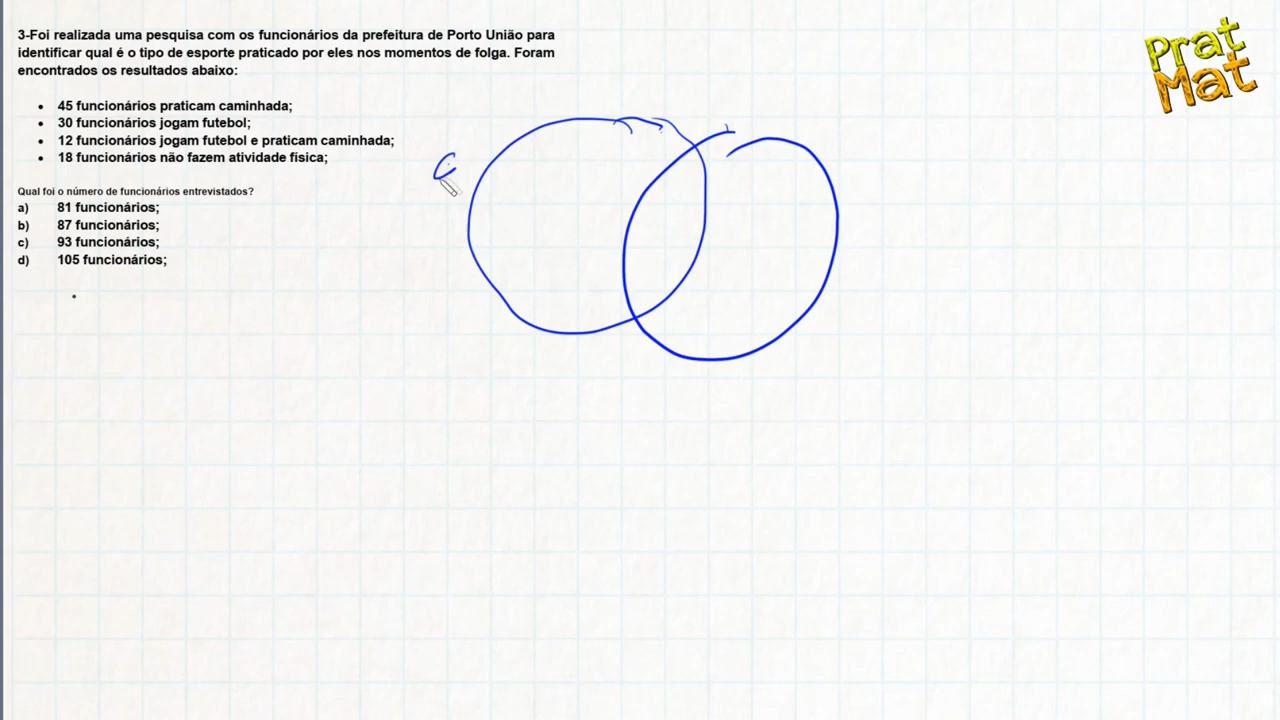 3-Foi realizada uma pesquisa com os funcionários da prefeitura de Porto União para
identificar qual é o tipo de esporte praticado por eles nos momentos de folga. Foram
encontrados os resultados abaixo:
• 45 funcionários praticam caminhada;
• 30 funcionários jogam futebol;
• 12 funcionários jogam futebol e praticam caminhada;
• 18 funcionários não fazem atividade física;
Qual foi o número de funcionários entrevistados?
a) 81 funcionários;
b) 87 funcionários;
c) 93 funcionários;
d) 105 funcionários;
Prat
Mat